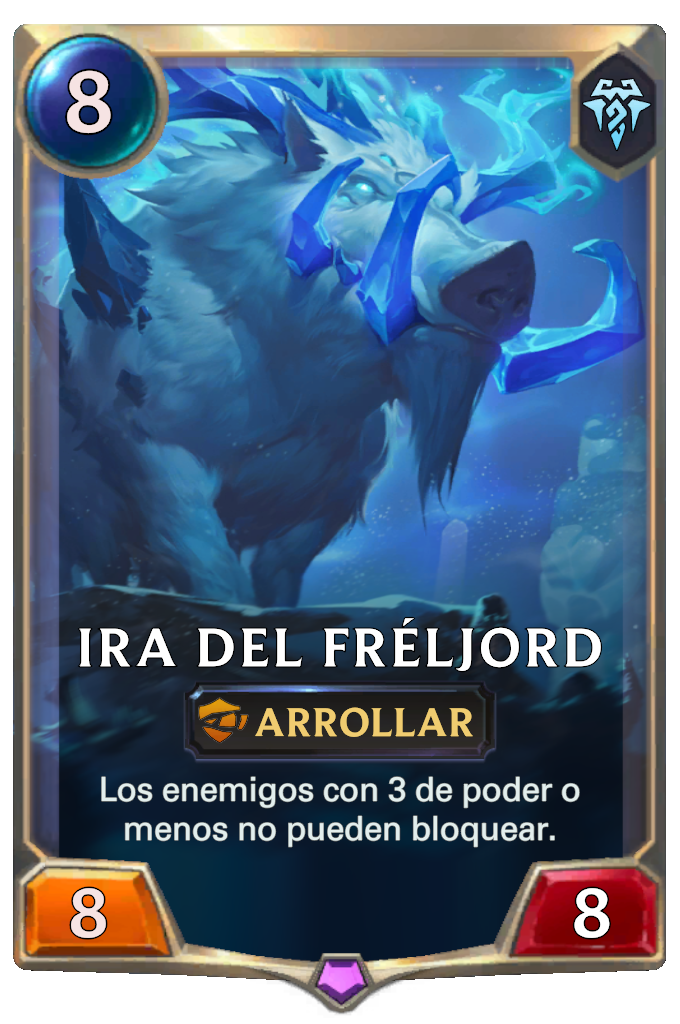 8
IRA DEL FRÉLJORD
ARROLLAR
Los enemigos con 3 de poder o
menos no pueden bloquear.
8
8